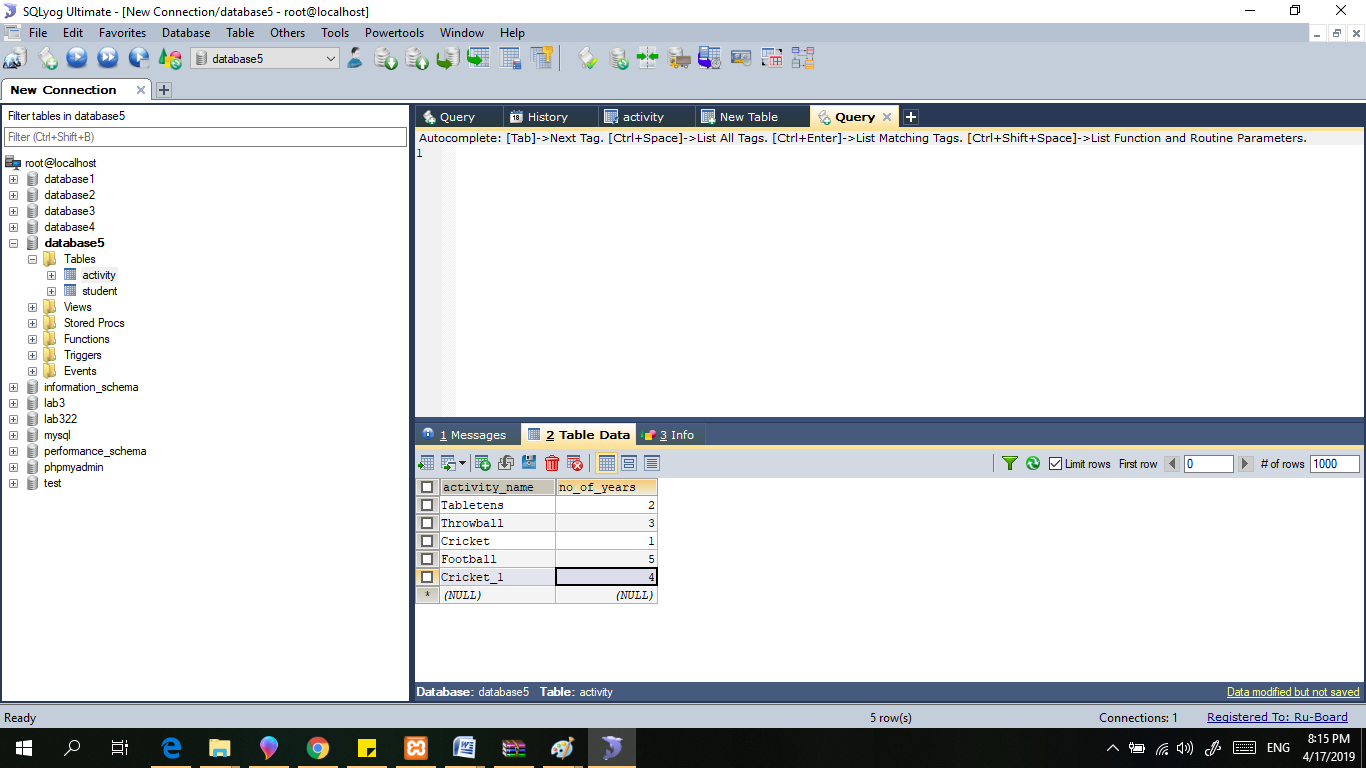 SQLyog Ultimate - [New Connection/database5 - root@localhost]
File Edit Favorites Database Table Others Tools Powertools Window Help
database5
New Connection
Filter tables in database5
Filter (Ctrl+Shift+B)
root@localhost
database1
database2
database3
database4
database5
Tables
activity
student
Views
Stored Procs
Functions
Triggers
Events
information_schema
lab3
lab322
mysql
performance_schema
phpmyadmin
test
Query History activity New Table Query
Autocomplete: [Tab]->Next Tag. [Ctrl+Space]->List All Tags. [Ctrl+Enter]->List Matching Tags. [Ctrl+Shift+Space]->List Function and Routine Parameters.
1
1 Messages 2 Table Data 3 Info
Limit rows First row 0 # of rows 1000
activity_name no_of_years
Tabletens 2
Throwball 3
Cricket 1
Football 5
Cricket_1 4
* (NULL) (NULL)
Database: database5 Table: activity Data modified but not saved
Ready 5 row(s) Connections: 1 Registered To: Ru-Board
ENG 8:15 PM
4/17/2019